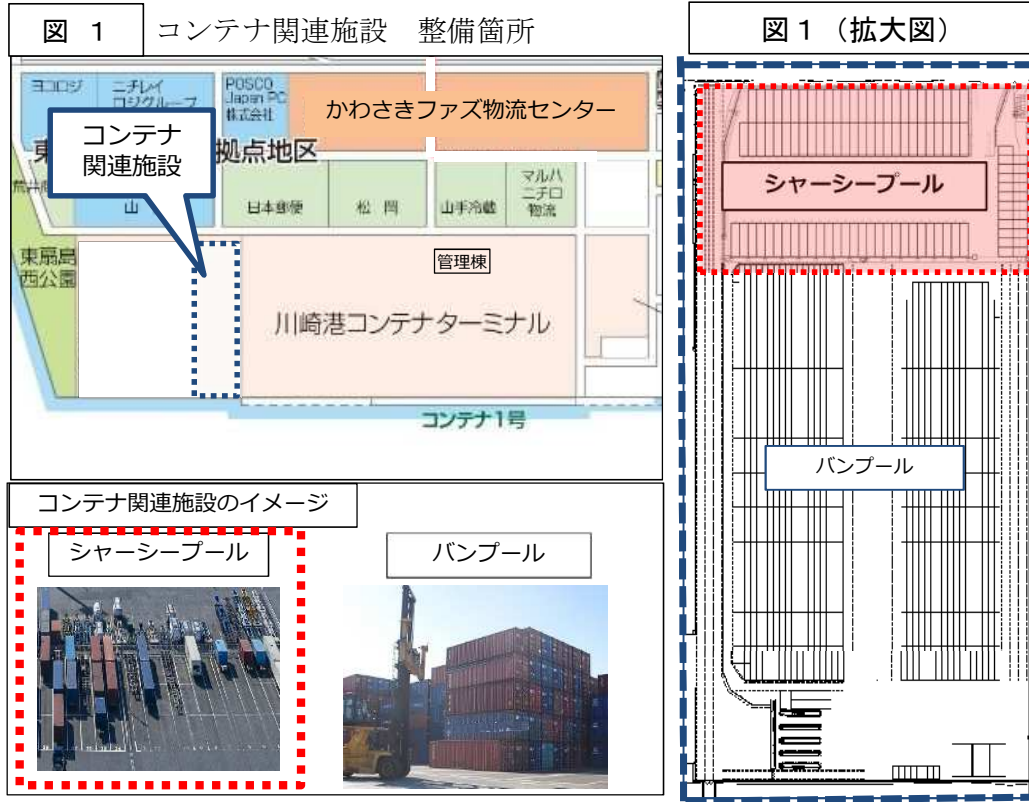 図 1
コンテナ関連施設 整備箇所
ヨコロジ
ニチレイ
ロジグループ
POSCO
Japan PC
株式会社
かわさきファズ物流センター
コンテナ
関連施設
東
拠点地区
山
日本郵便
松岡
山手冷蔵
マルハ
ニチロ
物流
東扇島
西公園
管理棟
川崎港コンテナターミナル
コンテナ1号
コンテナ関連施設のイメージ
シャーシープール
バンプール
図1(拡大図)
シャーシープール
バンプール